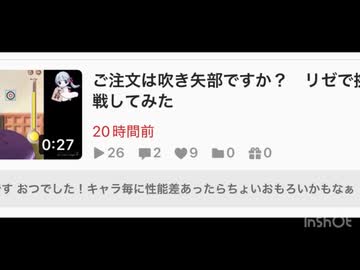 ご注文は吹き矢部ですか？　リゼで挑
戦してみた
20時間前
0:27
26 2 9 0 0
す おつでした！キャラ毎に性能差あったらちょいおもろいかもなぁ
InShOt